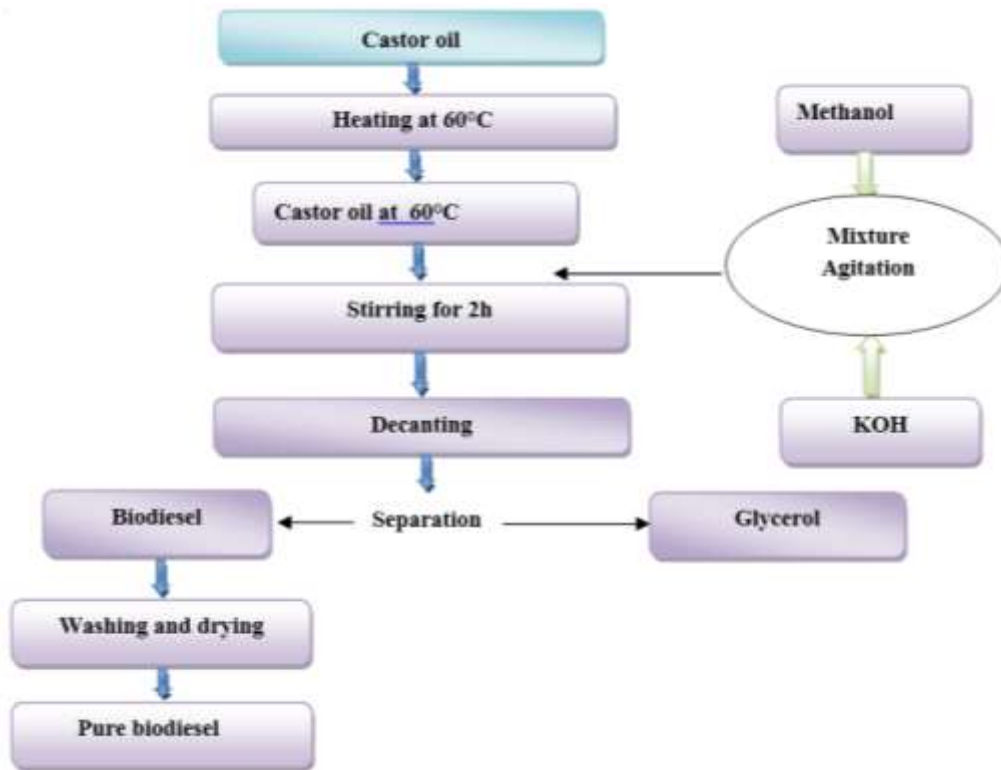 Castor oil
Heating at 60°C
Methanol
Castor oil at 60°C
Mixture
Agitation
Stirring for 2h
Decanting
KOH
Biodiesel
Separation
Glycerol
Washing and drying
Pure biodiesel